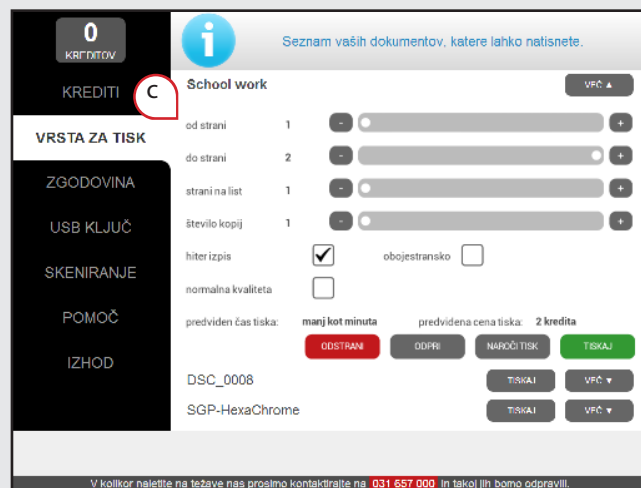 0
KREDITOV
Seznam vaših dokumentov, katere lahko natisnete.
KREDITI
C
School work
VEČ ▲
VRSTA ZA TISK
od strani 1 - +
do strani 2 - +
ZGODOVINA
strani na list 1 - +
USB KLJUČ
število kopij 1 - +
hiter izpis ✓ obojestransko
SKENIRANJE
normalna kvaliteta
POMOČ
predviden čas tiska: manj kot minuta predvidena cena tiska: 2 kredita
ODSTRANI ODPRI NAROČI TISK TISKAJ
IZHOD
DSC_0008 TISKAJ VEČ ▼
SGP-HexaChrome TISKAJ VEČ ▼
V kolikor naletite na težave nas prosimo kontaktirajte na 031 657 000 in takoj jih bomo odpravili.